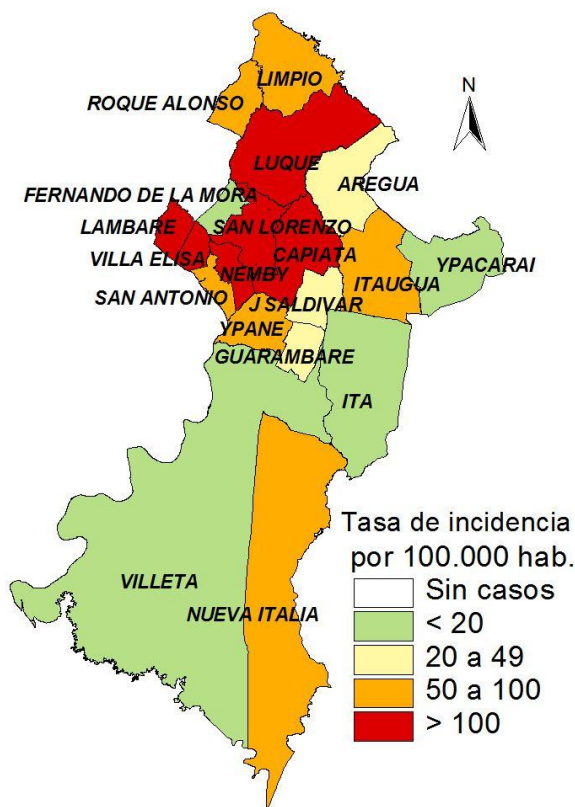 LIMPIO
N
ROQUE ALONSO
LUQUE
AREGUA
FERNANDO DE LA MORA
LAMBARE
SAN LORENZO
VILLA ELISA
CAPIATA
YPACARAI
NEMBY
ITAUGUA
SAN ANTONIO
J SALDIVAR
YPANE
GUARAMBARE
ITA
VILLETA
NUEVA ITALIA
Tasa de incidencia
por 100.000 hab.
Sin casos
< 20
20 a 49
50 a 100
> 100